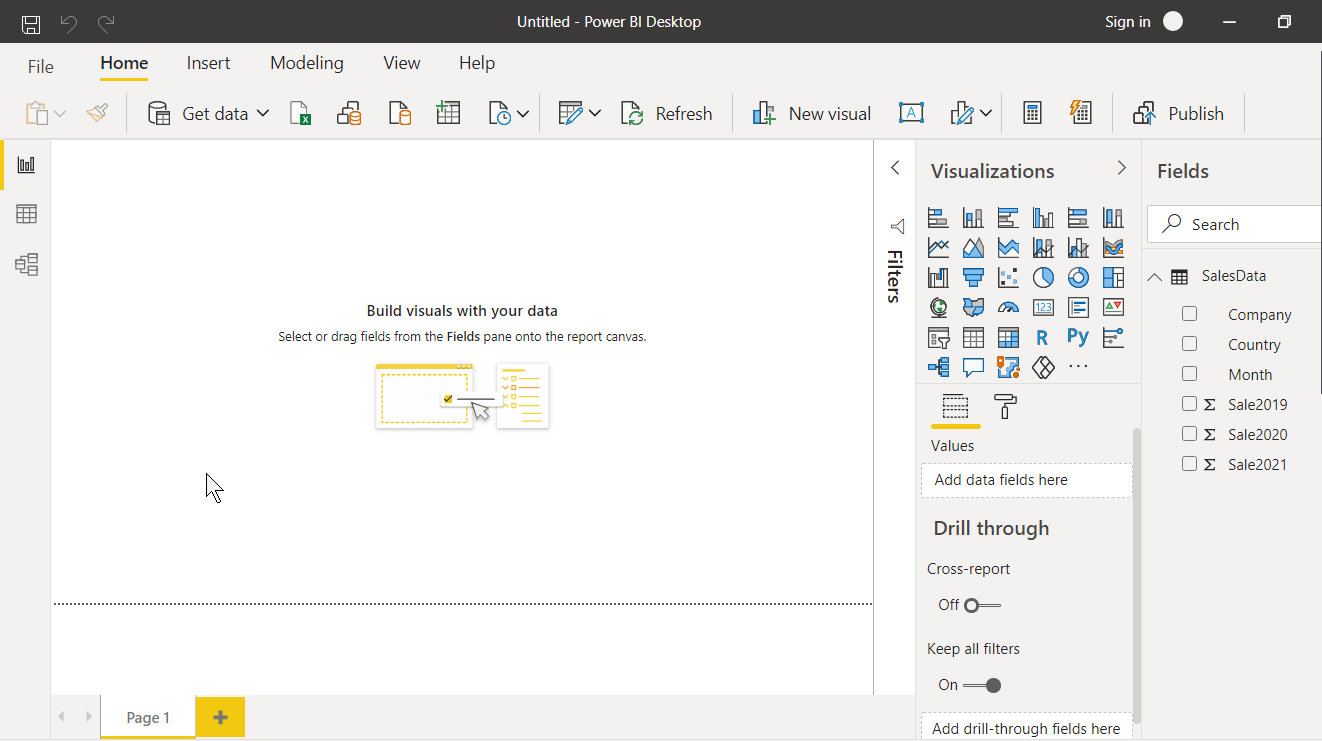 Untitled - Power BI Desktop
Sign in
File
Home
Insert
Modeling
View
Help
Get data
Refresh
New visual
A
Publish
Build visuals with your data
Select or drag fields from the Fields pane onto the report canvas.
Filters
Visualizations
123
R
Py
Values
Add data fields here
Drill through
Cross-report
Off
Keep all filters
On
Add drill-through fields here
Fields
Search
SalesData
Company
Country
Month
Σ Sale2019
Σ Sale2020
Σ Sale2021
Page 1